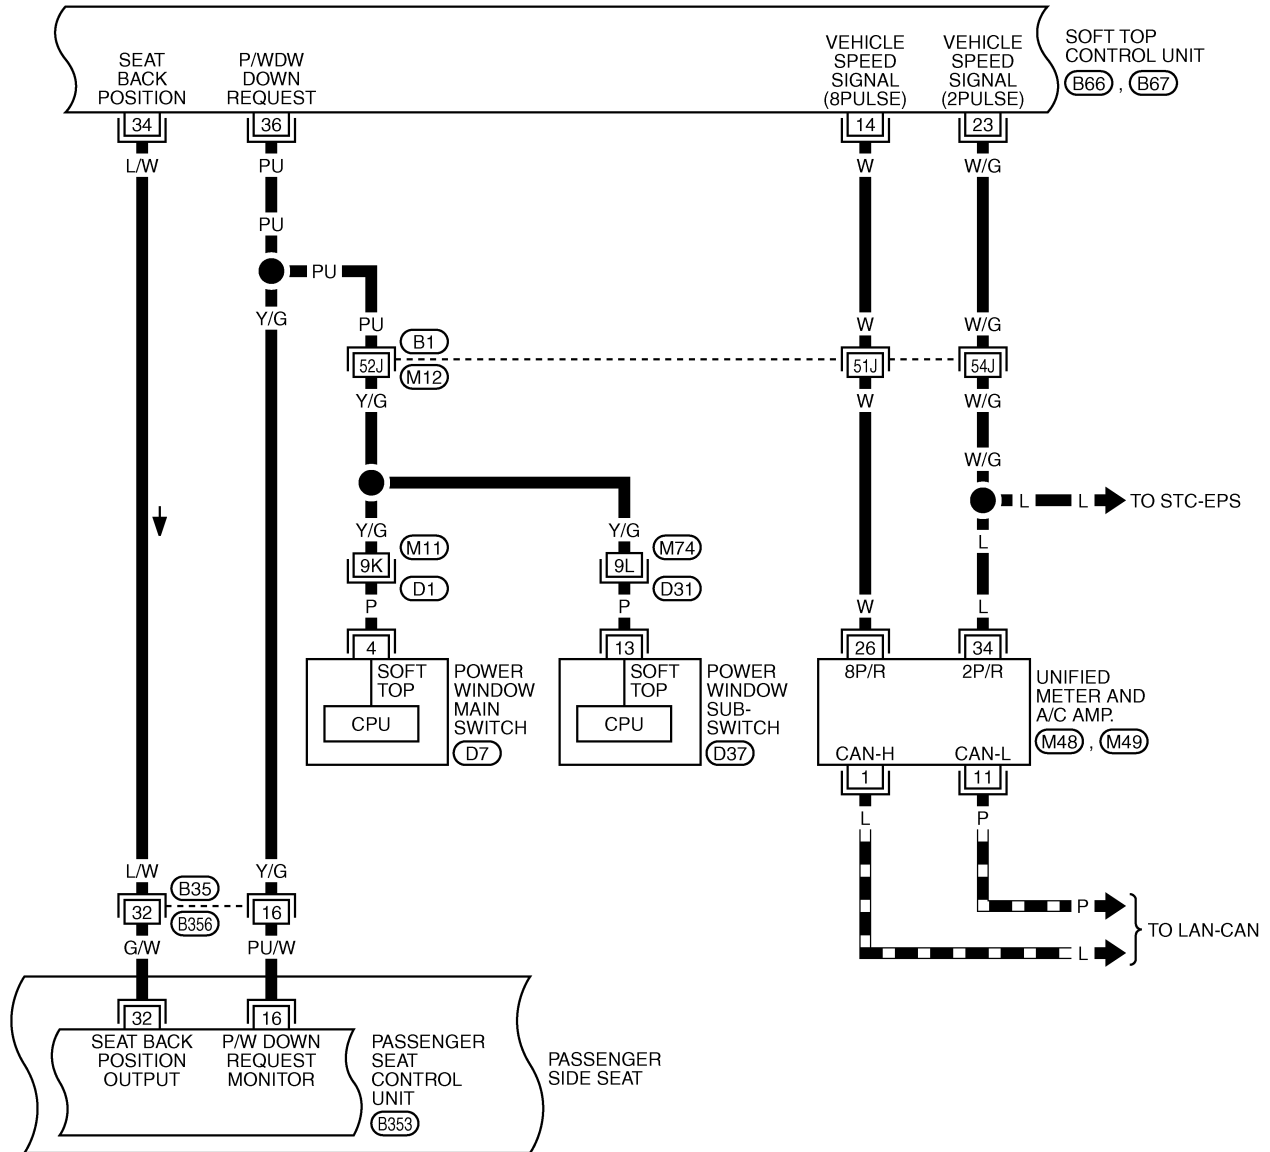 SEAT
BACK
POSITION
P/WDW
DOWN
REQUEST
VEHICLE
SPEED
SIGNAL
(8PULSE)
VEHICLE
SPEED
SIGNAL
(2PULSE)
SOFT TOP
CONTROL UNIT
B66 , B67
34
36
14
23
L/W
PU
W
W/G
PU
PU
Y/G
PU
W
W/G
B1
52J
51J
54J
M12
Y/G
W
W/G
W/G
L
L
TO STC-EPS
Y/G
Y/G
L
M11
M74
9K
9L
D1
D31
P
P
W
L
4
13
26
34
SOFT
TOP
CPU
POWER
WINDOW
MAIN
SWITCH
D7
SOFT
TOP
CPU
POWER
WINDOW
SUB-
SWITCH
D37
8P/R
2P/R
UNIFIED
METER AND
A/C AMP.
M48 , M49
CAN-H
CAN-L
1
11
L
P
L/W
Y/G
B35
32
16
B356
P
L
TO LAN-CAN
G/W
PU/W
32
16
SEAT BACK
POSITION
OUTPUT
P/W DOWN
REQUEST
MONITOR
PASSENGER
SEAT
CONTROL
UNIT
B353
PASSENGER
SIDE SEAT